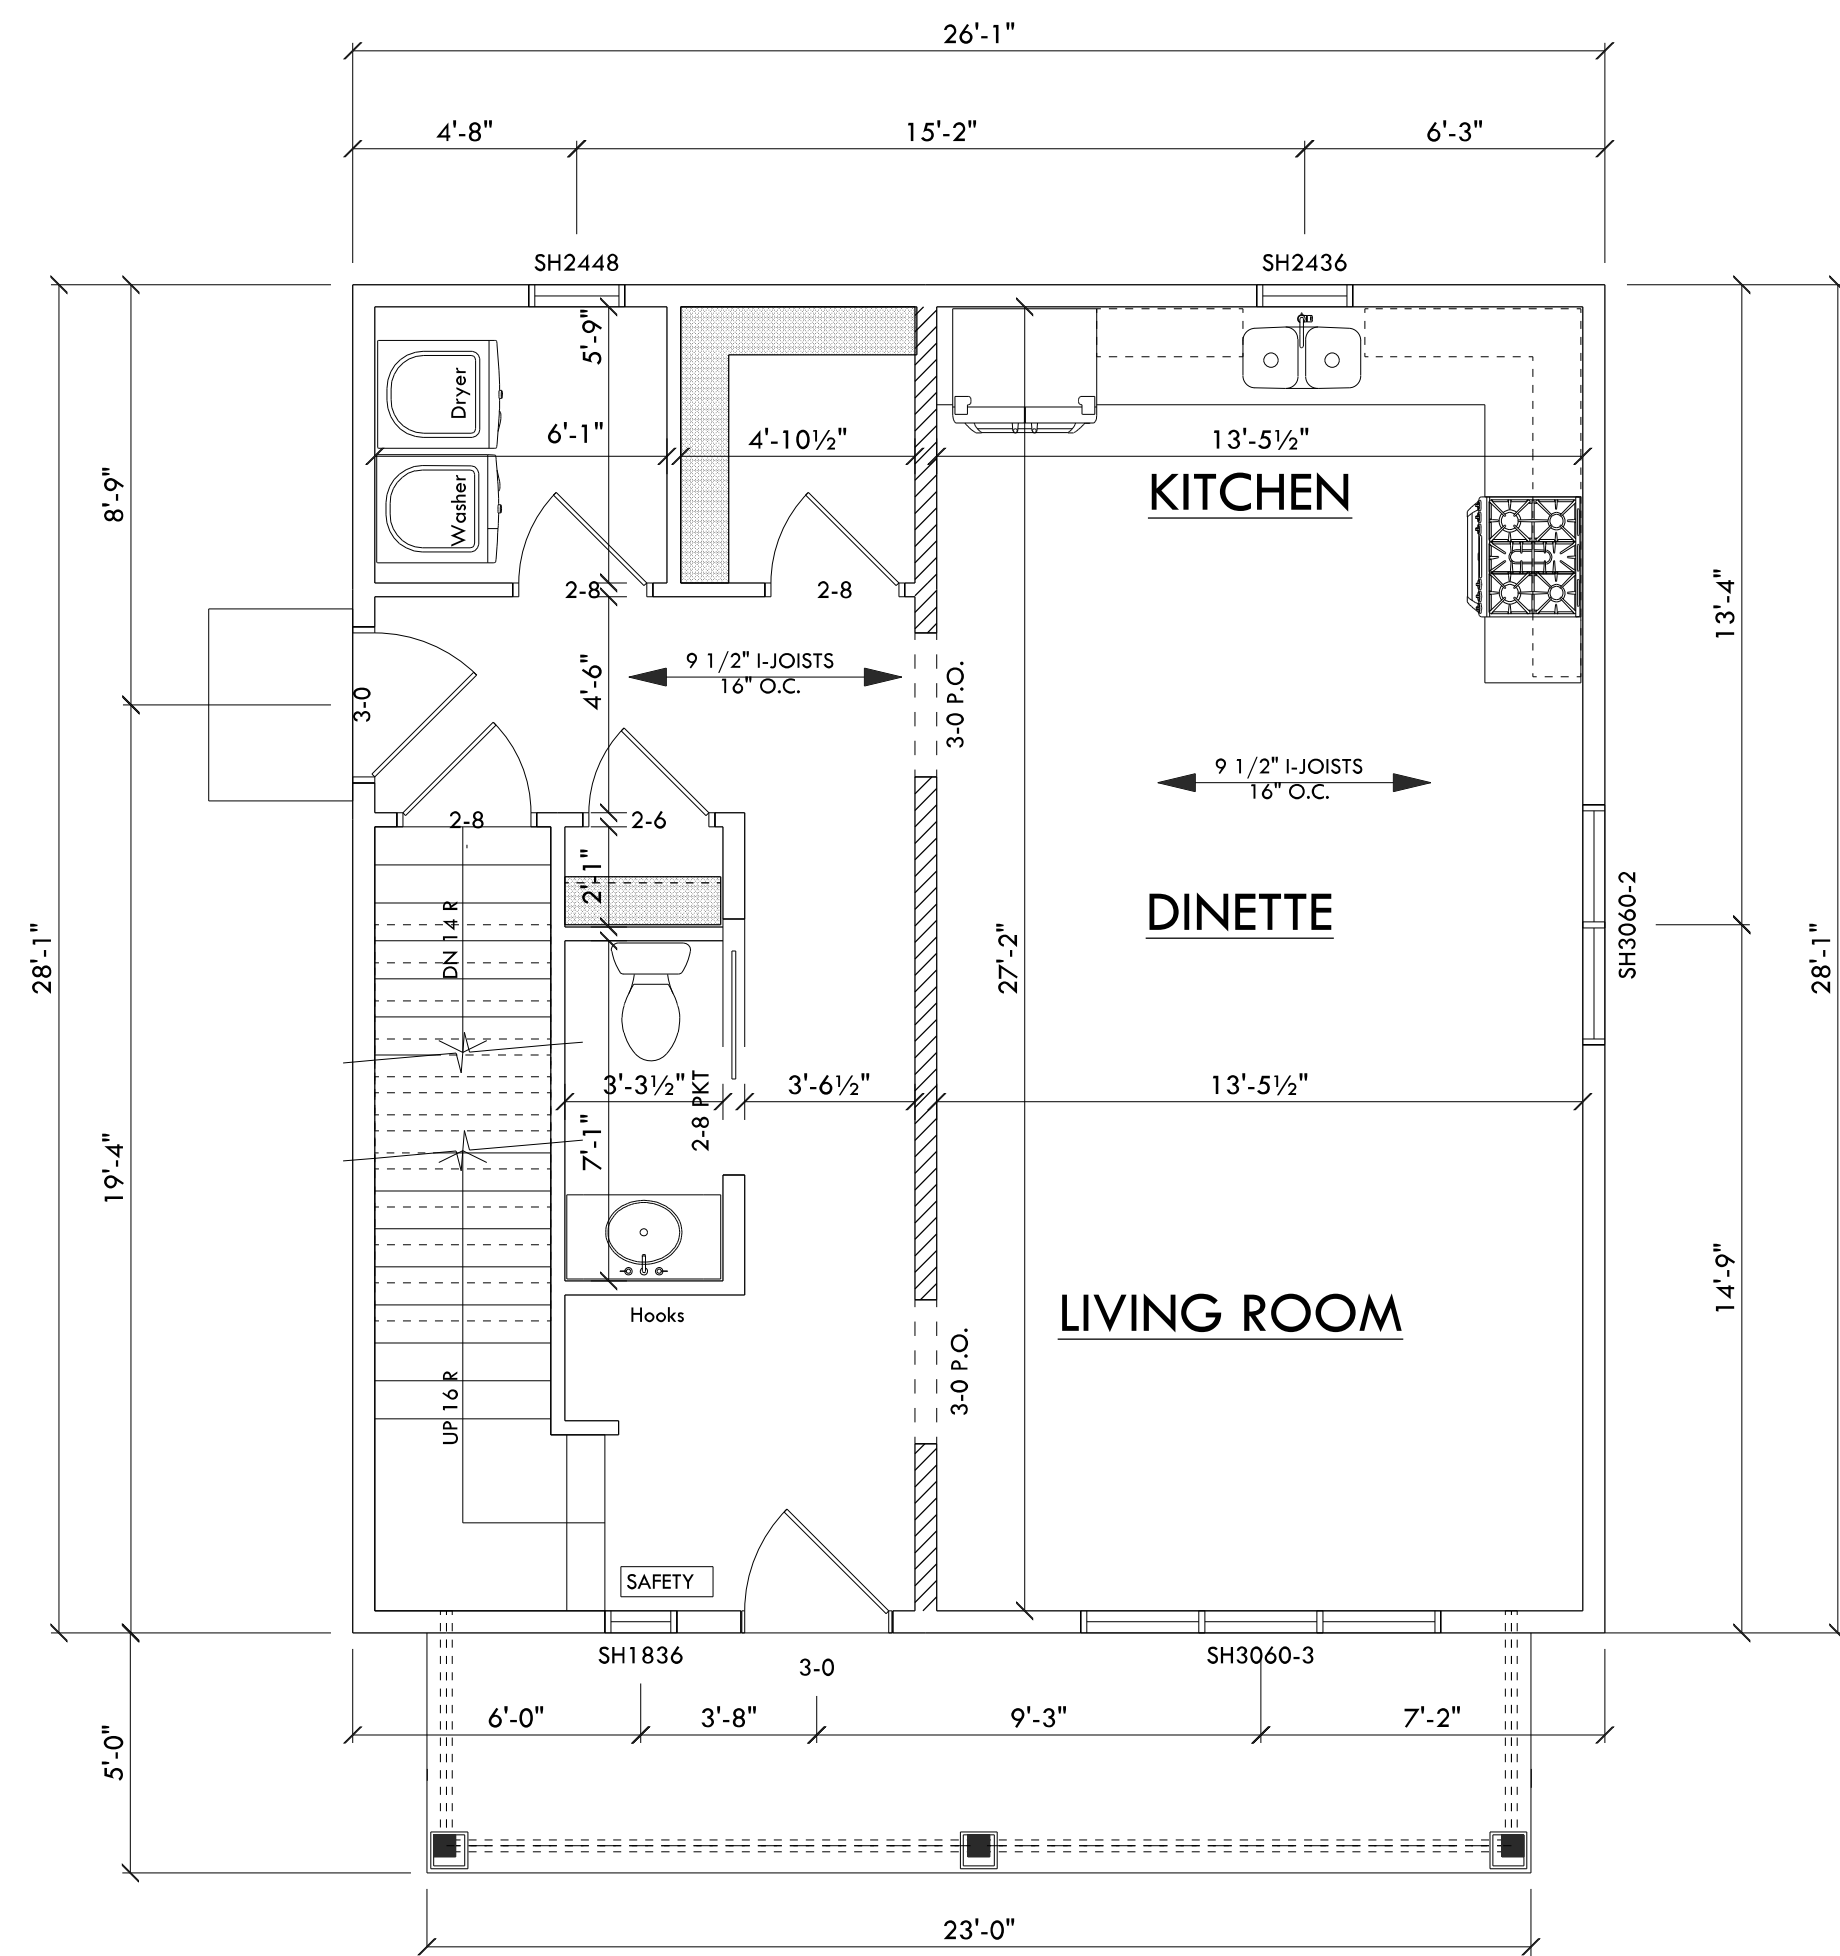 26'-1"
4'-8"
15'-2"
6'-3"
SH2448
SH2436
5'-9"
Dryer
6'-1"
4'-10½"
13'-5½"
8'-9"
Washer
KITCHEN
2-8
2-8
13'-4"
4'-6"
9 1/2" I-JOISTS
16" O.C.
3-0
3-0 P.O.
9 1/2" I-JOISTS
16" O.C.
2-8
2-6
2'-1"
DINETTE
SH3060-2
DN 14 R
28'-1"
27'-2"
28'-1"
3'-3½"
2-8 PKT
3'-6½"
13'-5½"
7'-1"
19'-4"
14'-9"
Hooks
LIVING ROOM
3-0 P.O.
UP 16 R
SAFETY
SH1836
3-0
SH3060-3
6'-0"
3'-8"
9'-3"
7'-2"
5'-0"
23'-0"